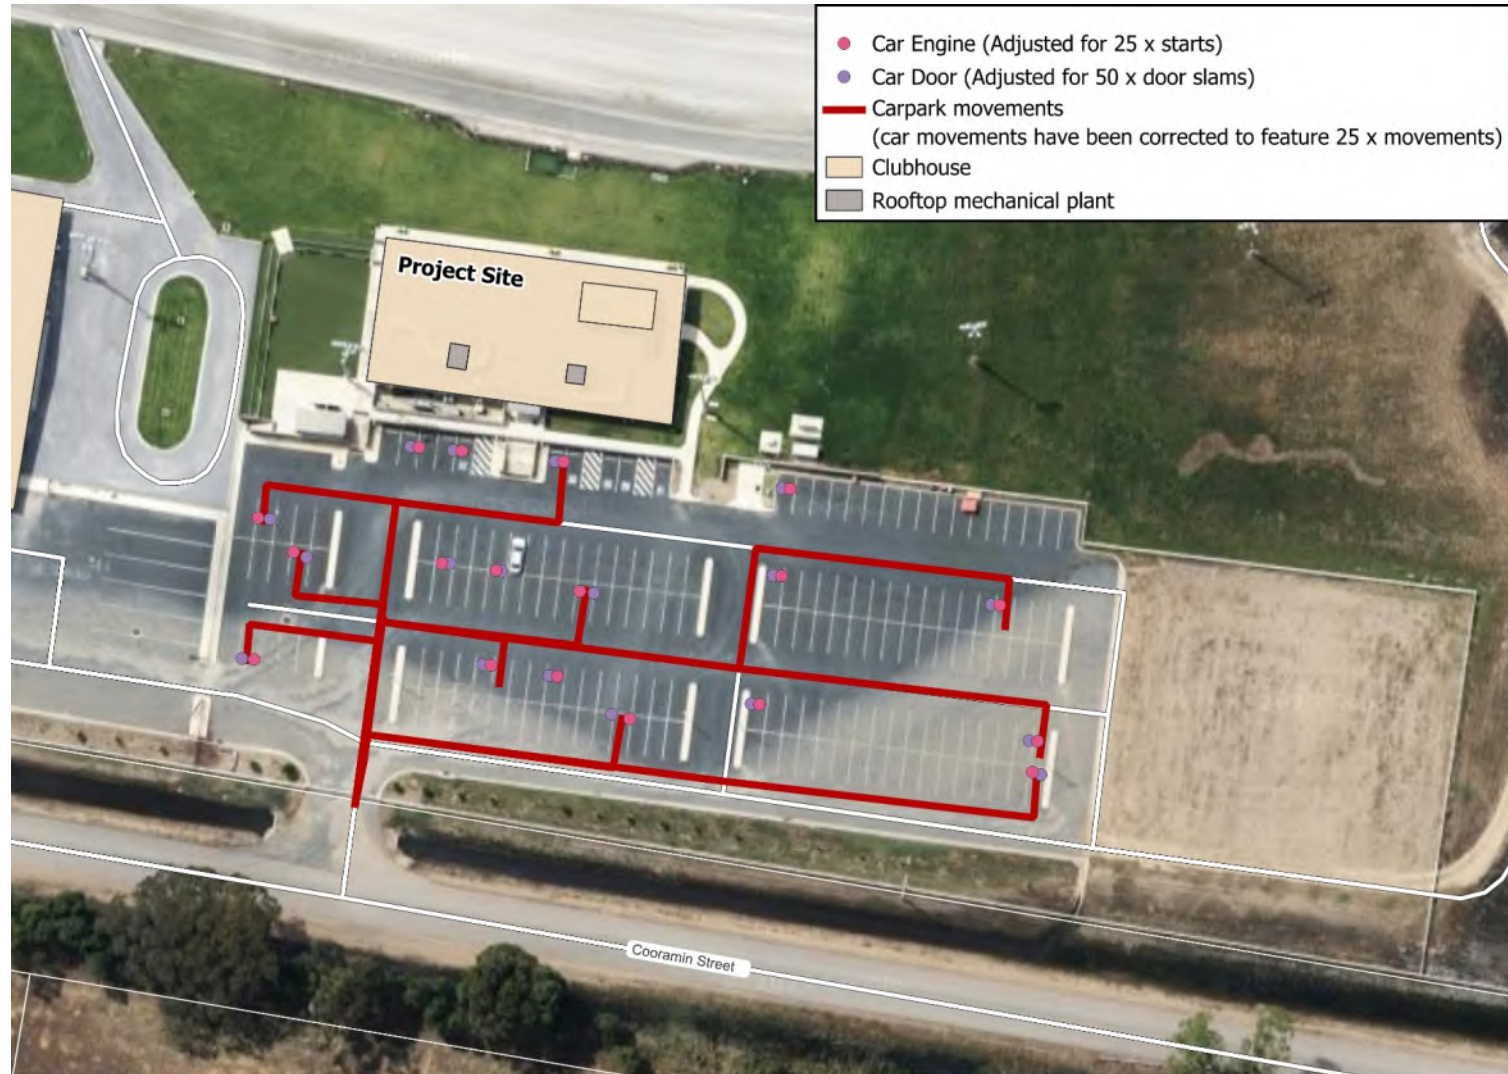 Car Engine (Adjusted for 25 x starts)
Car Door (Adjusted for 50 x door slams)
Carpark movements
(car movements have been corrected to feature 25 x movements)
Clubhouse
Rooftop mechanical plant
Project Site
Cooramin Street